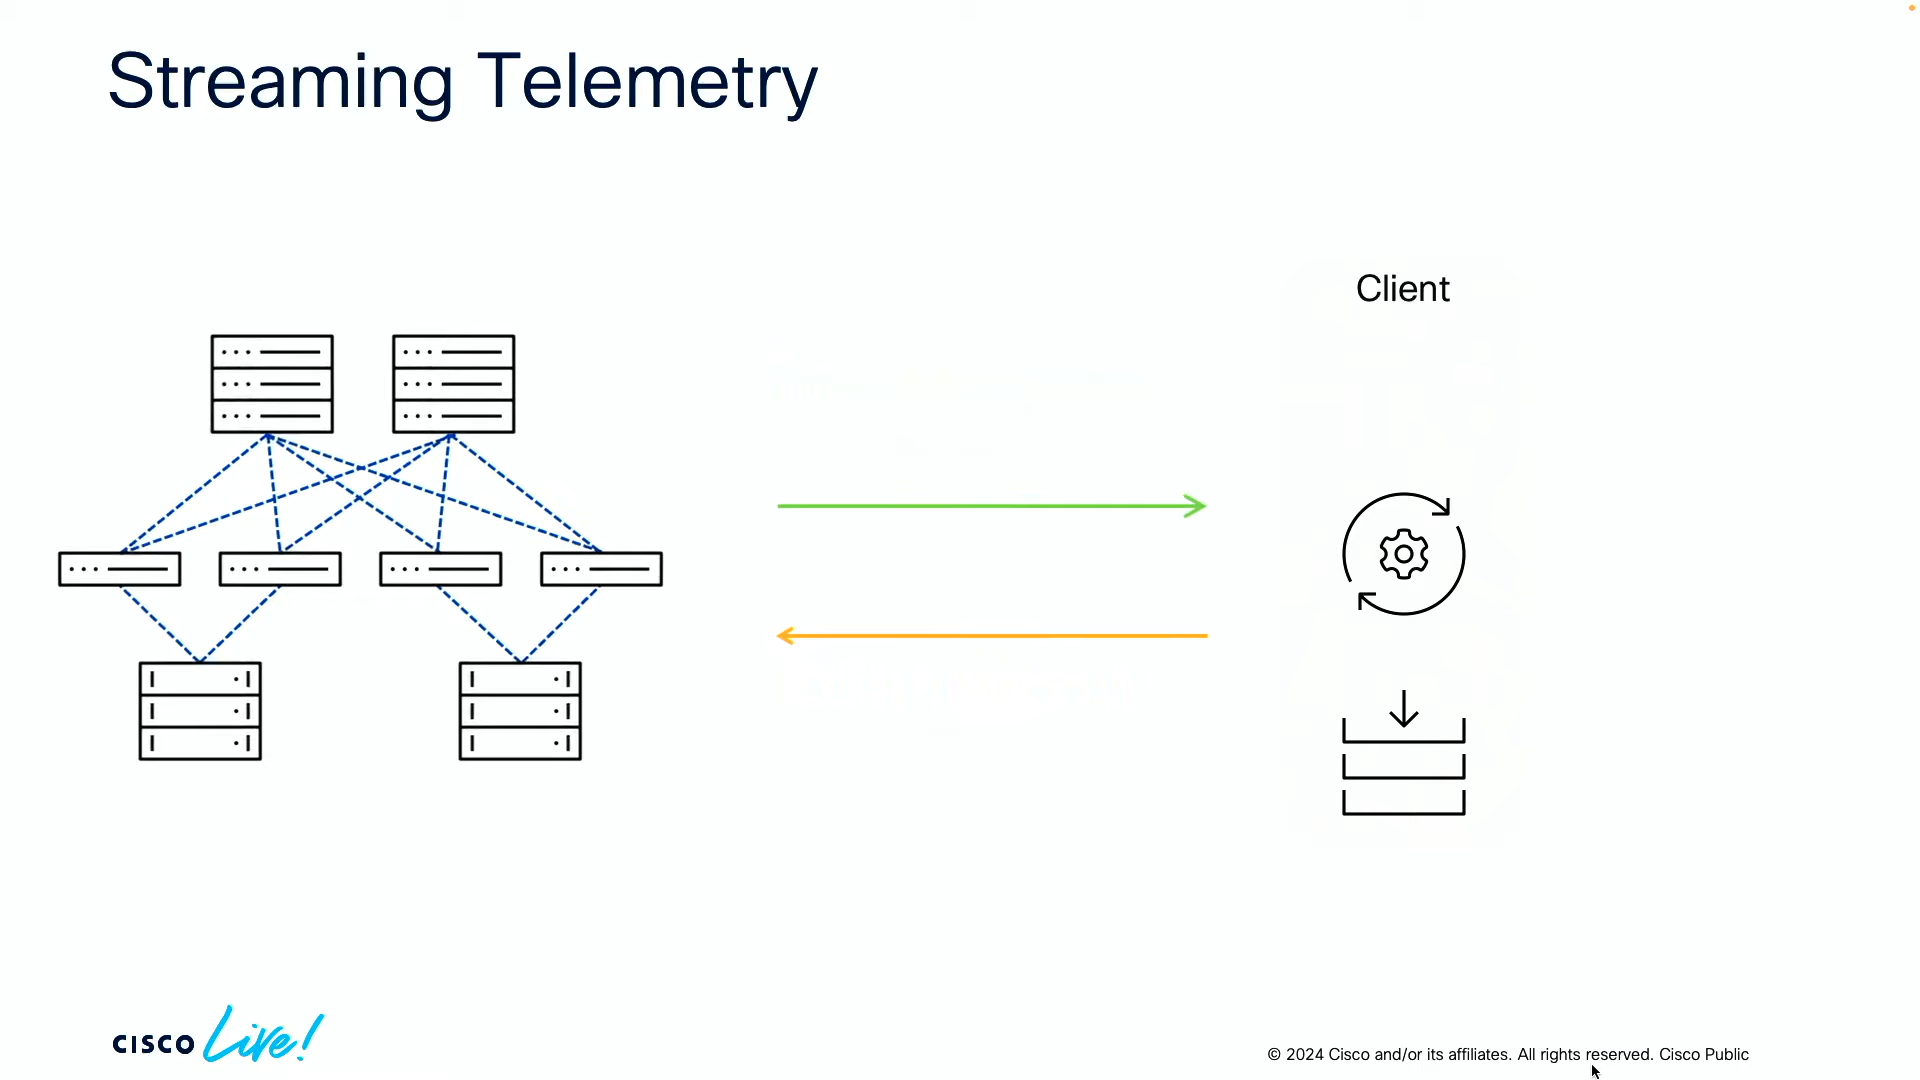 Streaming Telemetry
Client
CISCO Live!
© 2024 Cisco and/or its affiliates. All rights reserved. Cisco Public